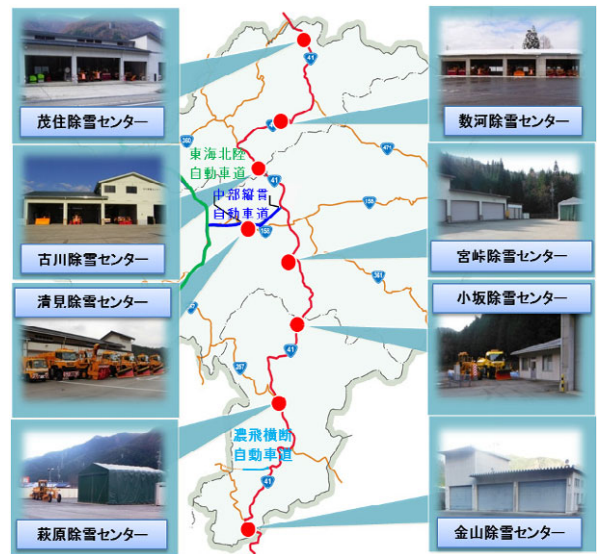 41
茂住除雪センター
数河除雪センター
41
360
471
東海北陸
自動車道
41
中部縦貫
自動車道
158
158
古川除雪センター
宮峠除雪センター
清見除雪センター
小坂除雪センター
361
41
257
濃飛横断
自動車道
41
萩原除雪センター
金山除雪センター